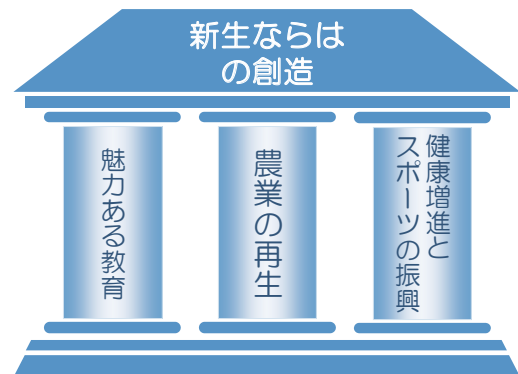 新生ならは
の創造
魅力ある教育
農業の再生
健康増進と
スポーツの振興